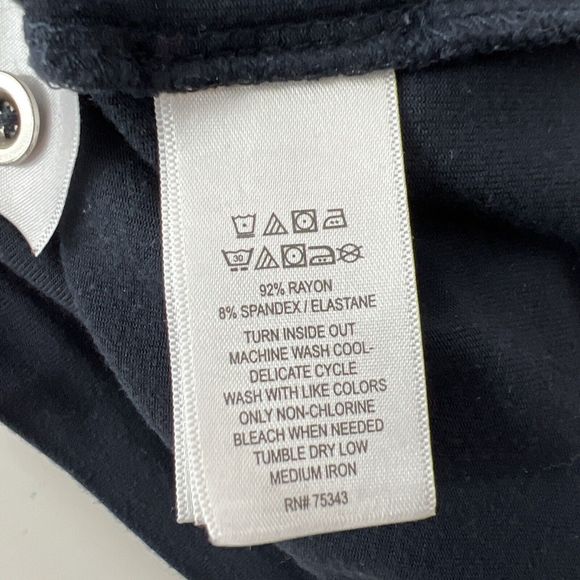 30
92% RAYON
8% SPANDEX / ELASTANE
TURN INSIDE OUT
MACHINE WASH COOL-
DELICATE CYCLE
WASH WITH LIKE COLORS
ONLY NON-CHLORINE
BLEACH WHEN NEEDED
TUMBLE DRY LOW
MEDIUM IRON
RN# 75343